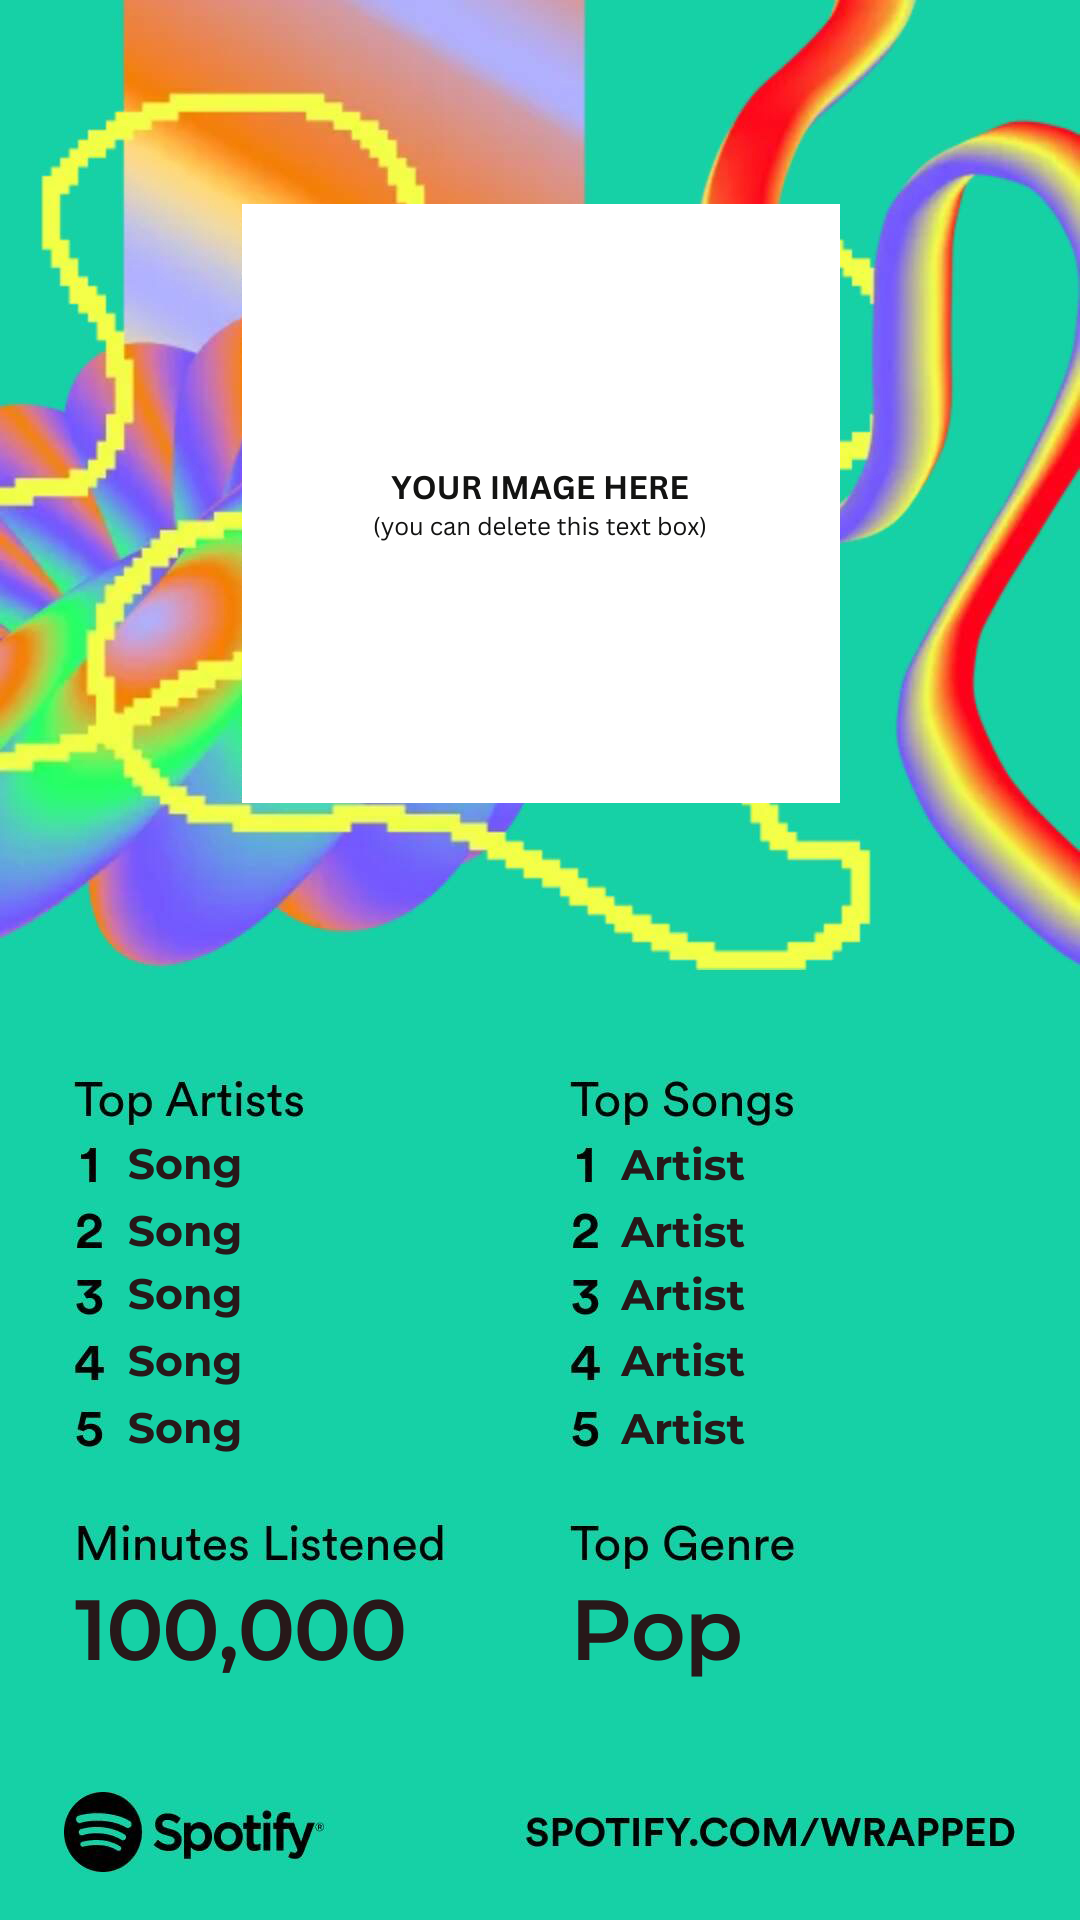 YOUR IMAGE HERE
(you can delete this text box)
Top Artists
1 Song
2 Song
3 Song
4 Song
5 Song
Top Songs
1 Artist
2 Artist
3 Artist
4 Artist
5 Artist
Minutes Listened
100,000
Top Genre
Pop
Spotify®
SPOTIFY.COM/WRAPPED